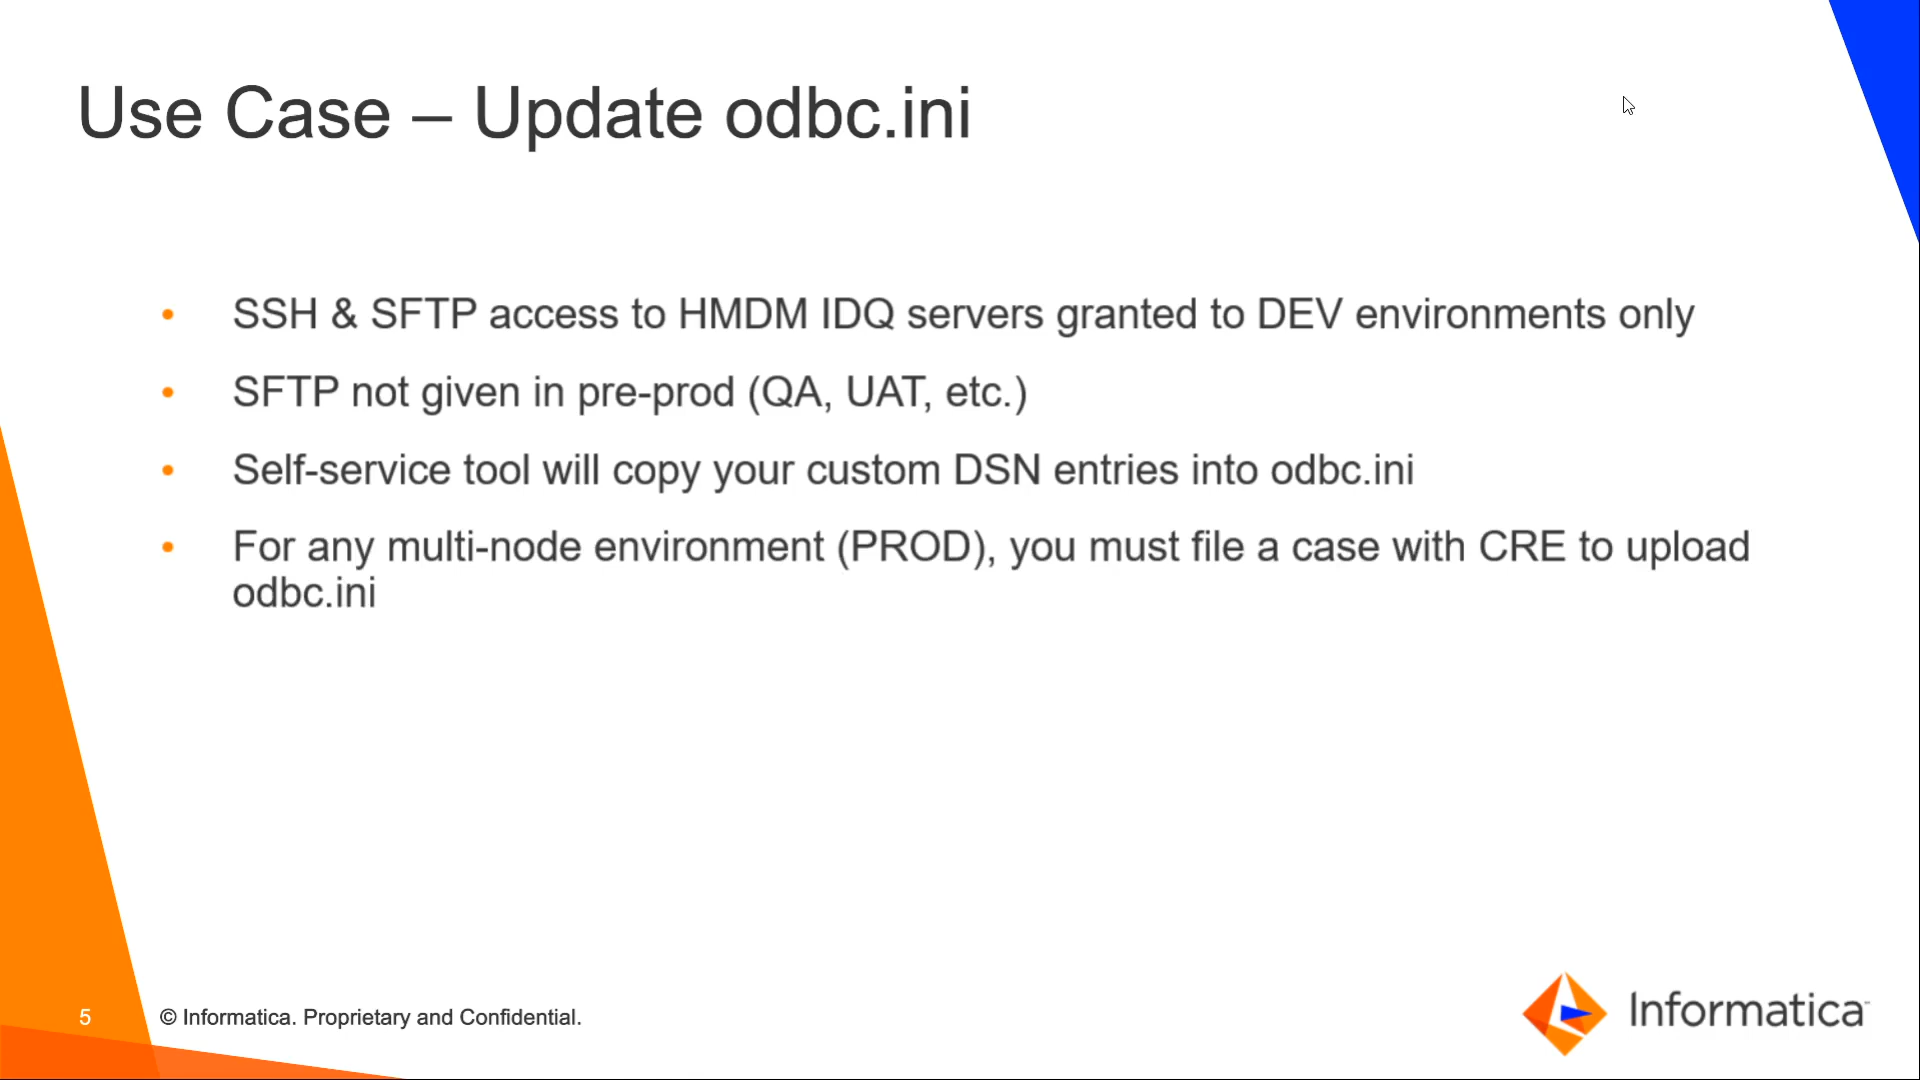 Use Case – Update odbc.ini
• SSH & SFTP access to HMDM IDQ servers granted to DEV environments only
• SFTP not given in pre-prod (QA, UAT, etc.)
• Self-service tool will copy your custom DSN entries into odbc.ini
• For any multi-node environment (PROD), you must file a case with CRE to upload
odbc.ini
5
© Informatica. Proprietary and Confidential.
Informatica